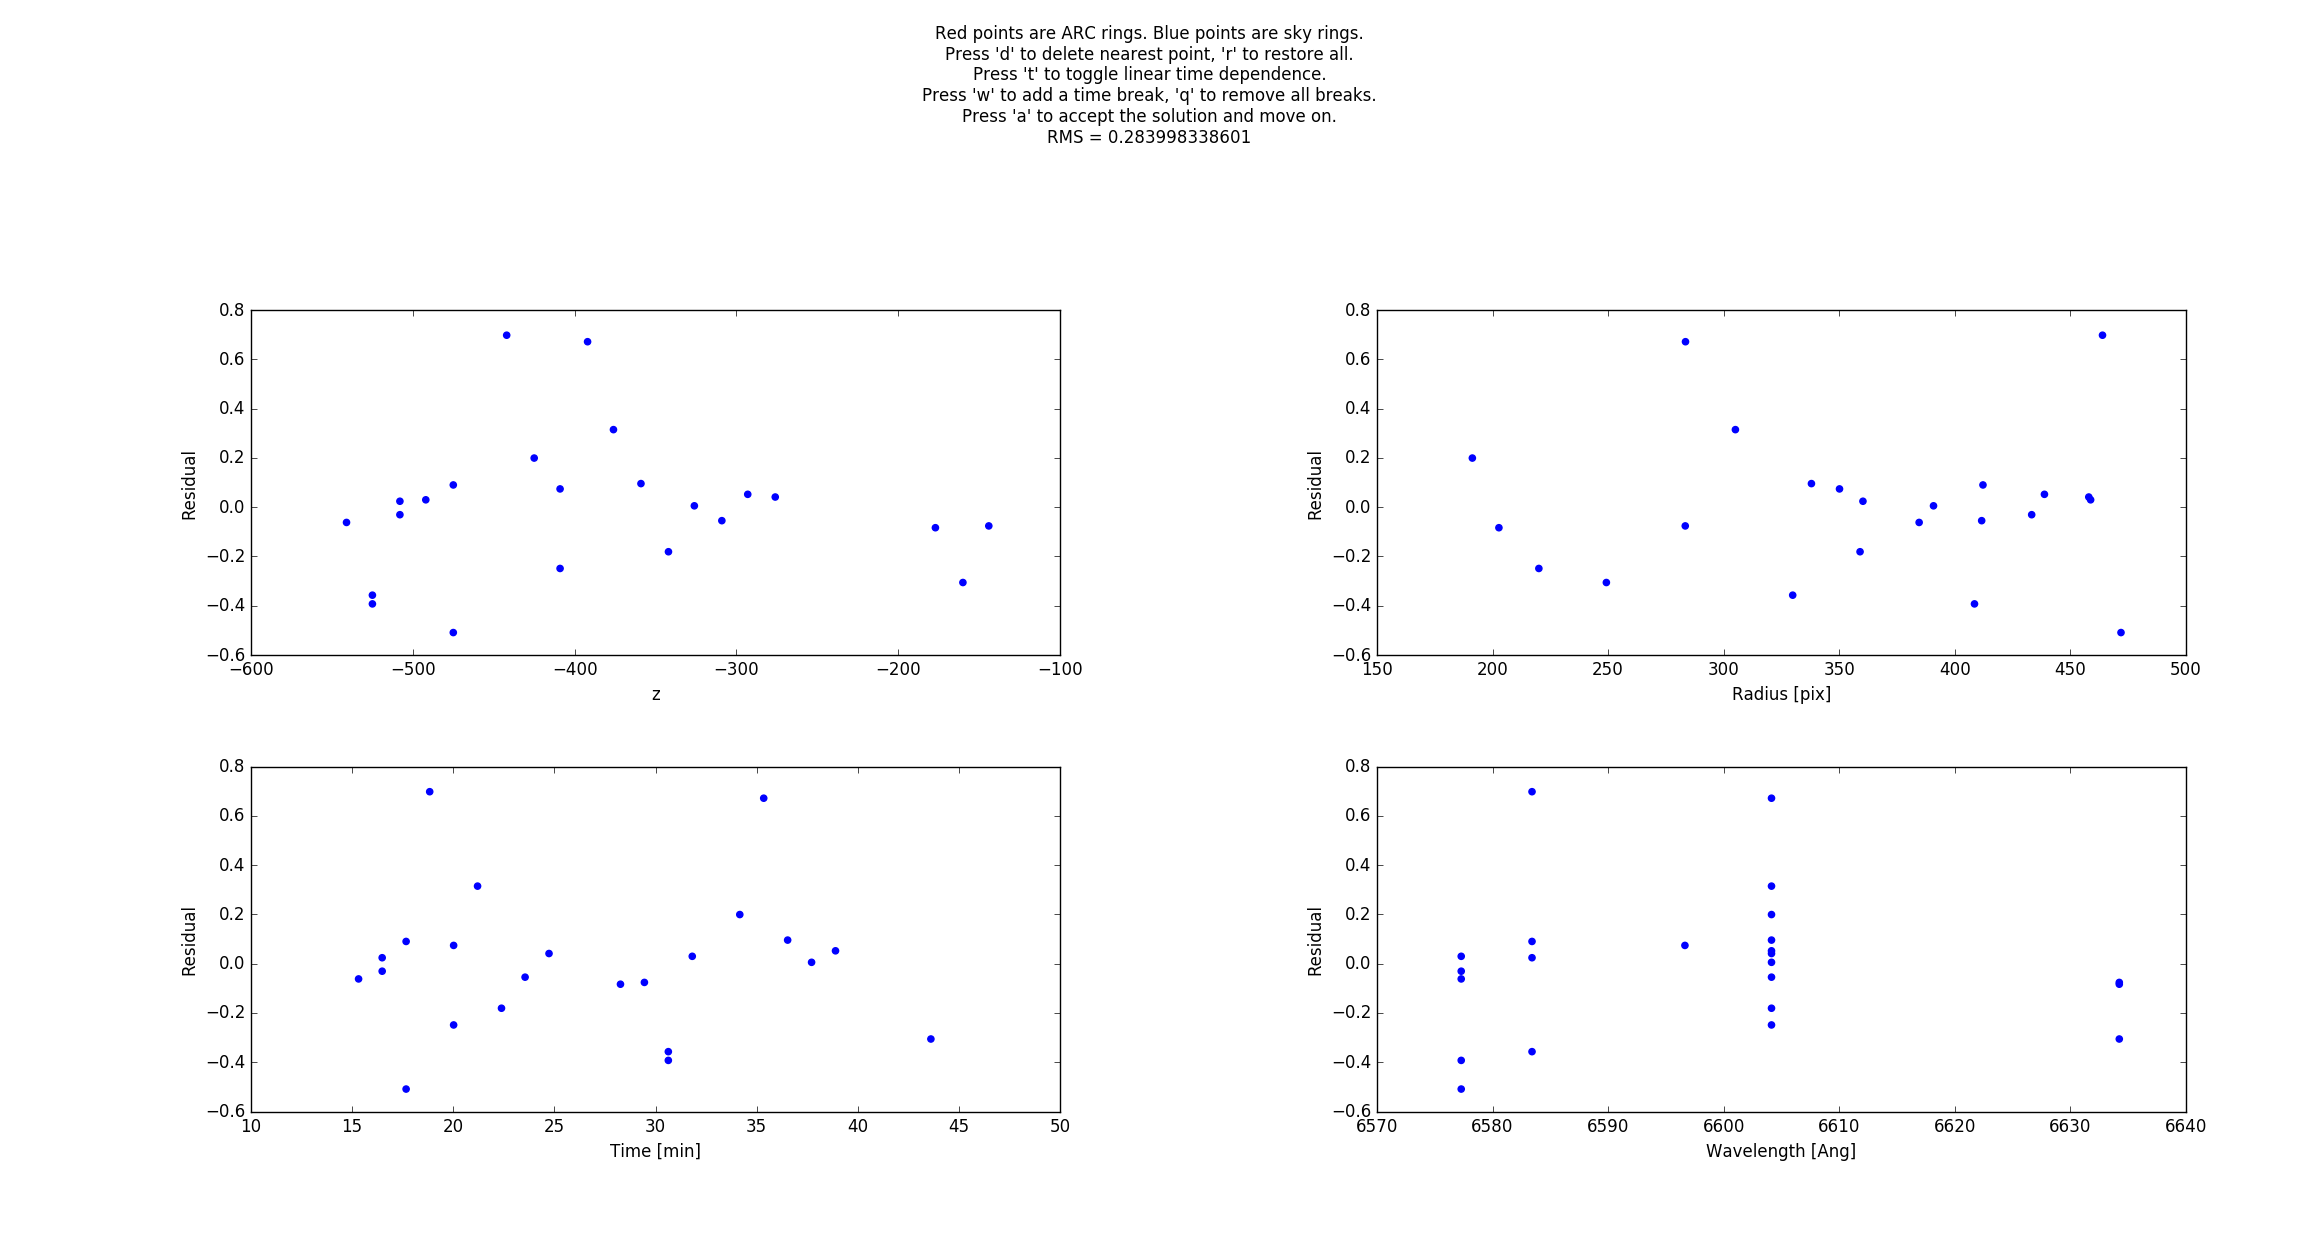 Red points are ARC rings. Blue points are sky rings.
Press 'd' to delete nearest point, 'r' to restore all.
Press 't' to toggle linear time dependence.
Press 'w' to add a time break, 'q' to remove all breaks.
Press 'a' to accept the solution and move on.
RMS = 0.283998338601
0.8
0.6
0.4
0.2
0.0
−0.2
−0.4
−0.6
Residual
−600 −500 −400 −300 −200 −100
z
0.8
0.6
0.4
0.2
0.0
−0.2
−0.4
−0.6
Residual
150 200 250 300 350 400 450 500
Radius [pix]
0.8
0.6
0.4
0.2
0.0
−0.2
−0.4
−0.6
Residual
10 15 20 25 30 35 40 45 50
Time [min]
0.8
0.6
0.4
0.2
0.0
−0.2
−0.4
−0.6
Residual
6570 6580 6590 6600 6610 6620 6630 6640
Wavelength [Ang]